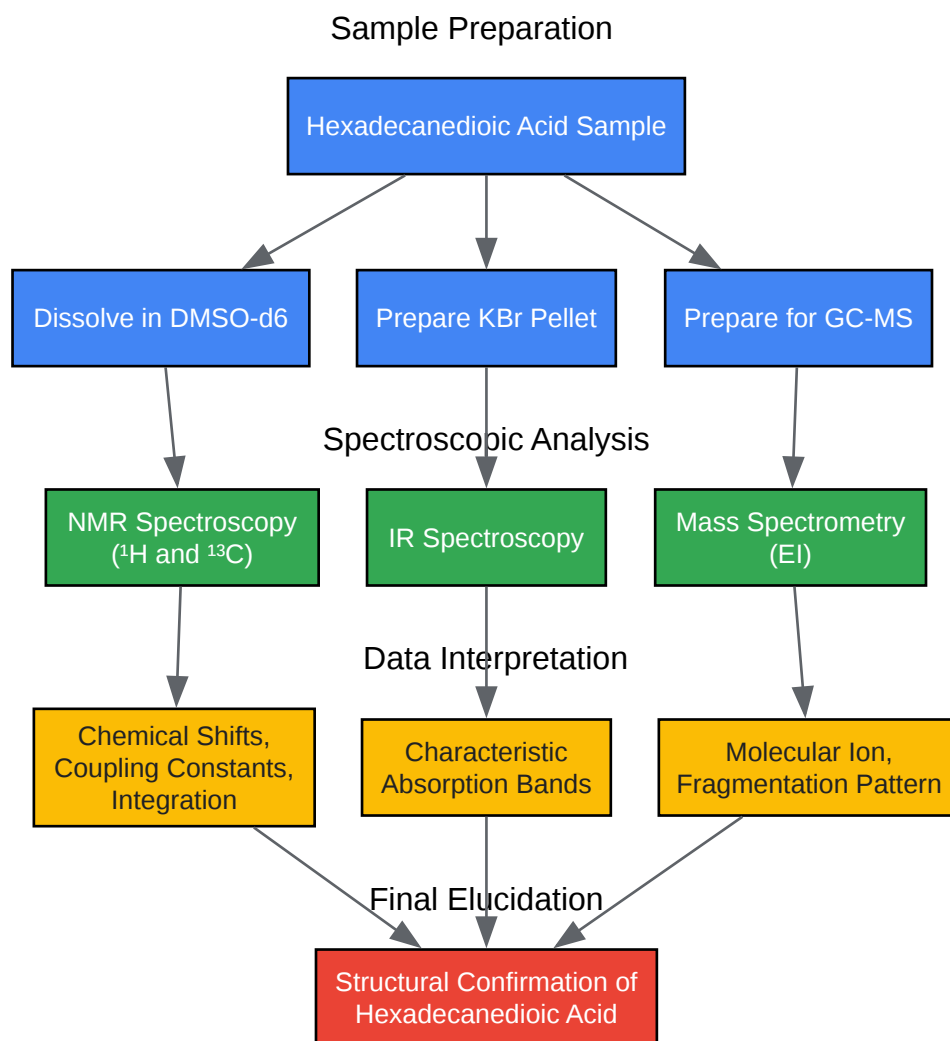 Sample Preparation
Hexadecanedioic Acid Sample
Dissolve in DMSO-d6
Prepare KBr Pellet
Prepare for GC-MS
Spectroscopic Analysis
NMR Spectroscopy
(¹H and ¹³C)
IR Spectroscopy
Mass Spectrometry
(EI)
Data Interpretation
Chemical Shifts,
Coupling Constants,
Integration
Characteristic
Absorption Bands
Molecular Ion,
Fragmentation Pattern
Final Elucidation
Structural Confirmation of
Hexadecanedioic Acid